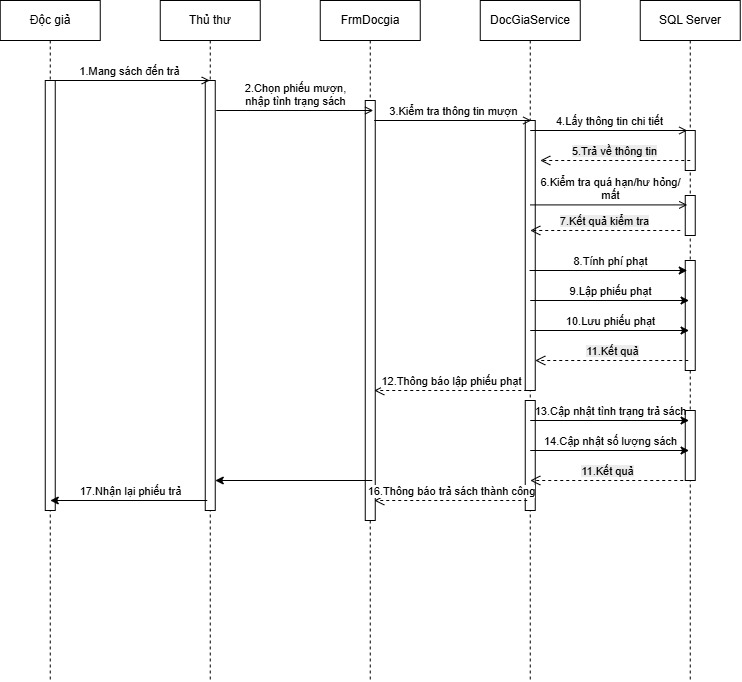 Độc giả
Thủ thư
FrmDocgia
DocGiaService
SQL Server
1.Mang sách đến trả
2.Chọn phiếu mượn,
nhập tình trạng sách
3.Kiểm tra thông tin mượn
4.Lấy thông tin chi tiết
5.Trả về thông tin
6.Kiểm tra quá hạn/hư hỏng/
mất
7.Kết quả kiểm tra
8.Tính phí phạt
9.Lập phiếu phạt
10.Lưu phiếu phạt
11.Kết quả
12.Thông báo lập phiếu phạt
13.Cập nhật tình trạng trả sách
14.Cập nhật số lượng sách
11.Kết quả
16.Thông báo trả sách thành công
17.Nhận lại phiếu trả